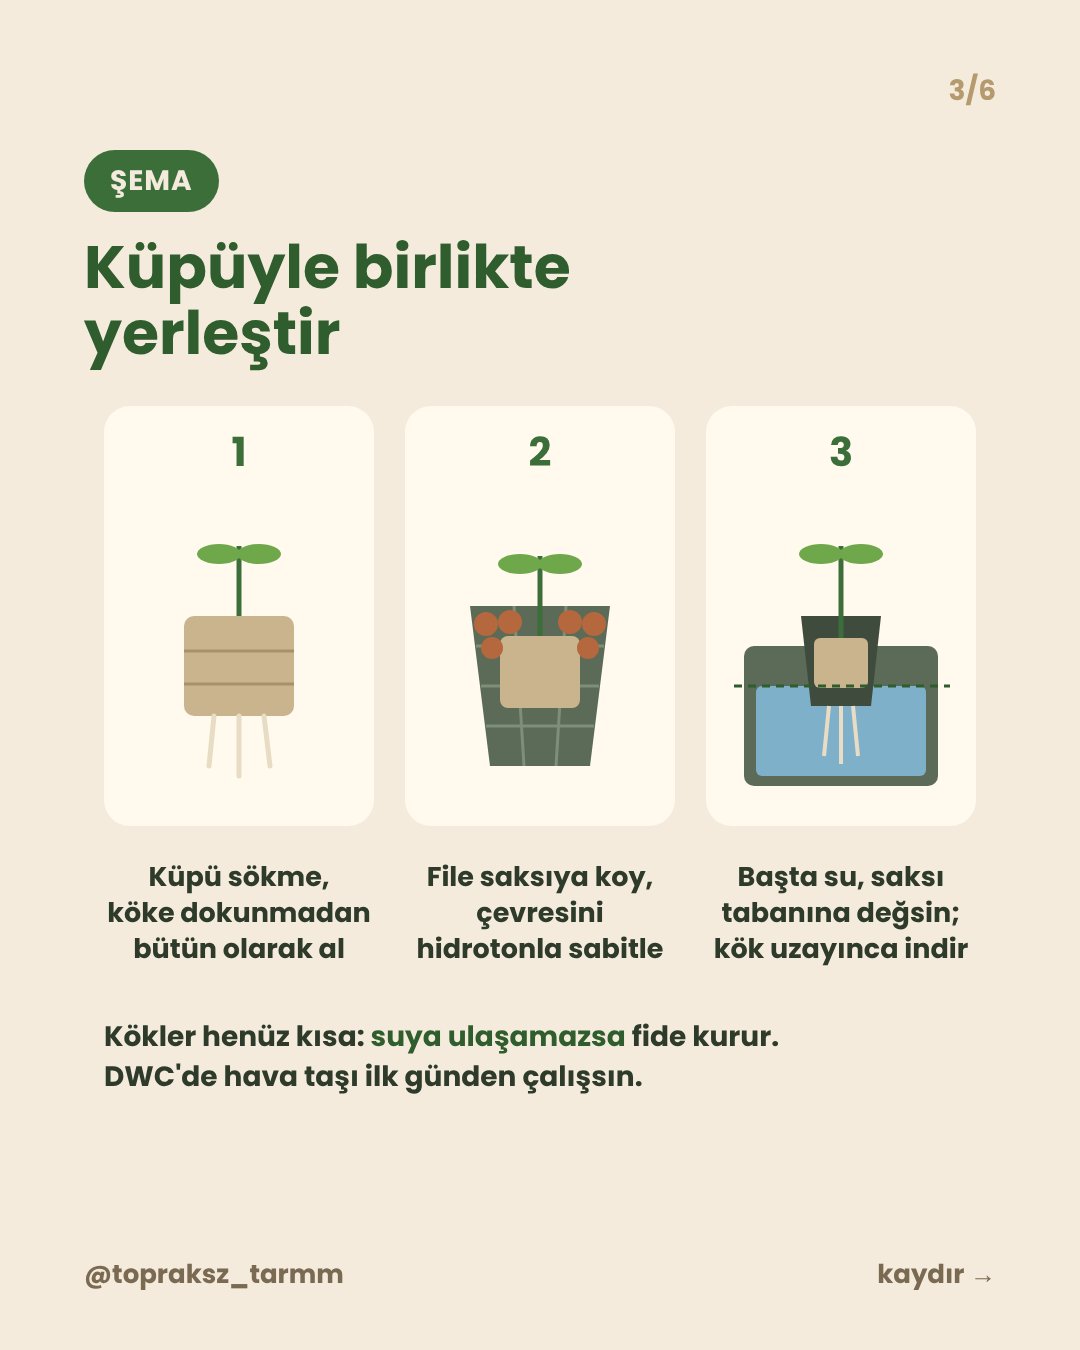 3/6
ŞEMA
Küpüyle birlikte
yerleştir
1
2
3
Küpü sökme,
köke dokunmadan
bütün olarak al
File saksıya koy,
çevresini
hidrotonla sabitle
Başta su, saksı
tabanına değsin;
kök uzayınca indir
Kökler henüz kısa: suya ulaşamazsa fide kurur.
DWC'de hava taşı ilk günden çalışsın.
@topraksz_tarmm
kaydır →